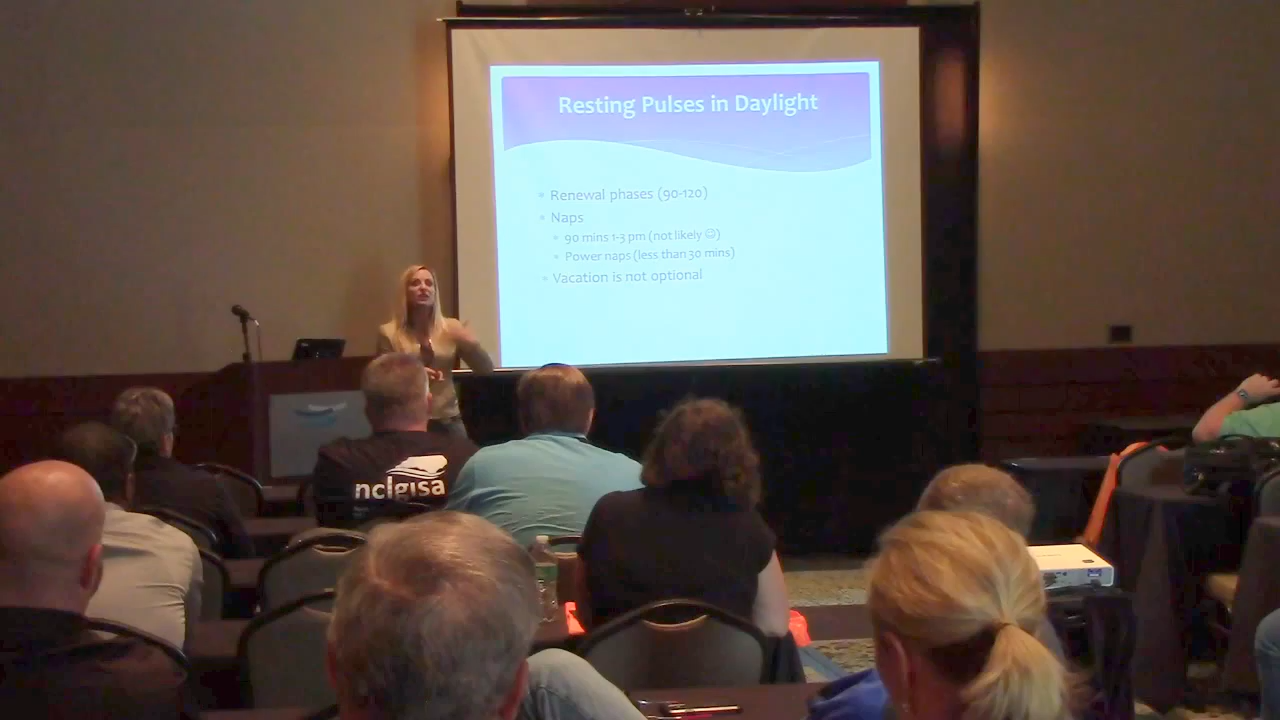 Resting Pulses in Daylight
Renewal phases (90-120)
Naps
90 mins 1-3 pm (not likely ☺)
Power naps (less than 30 mins)
Vacation is not optional
nclgisa